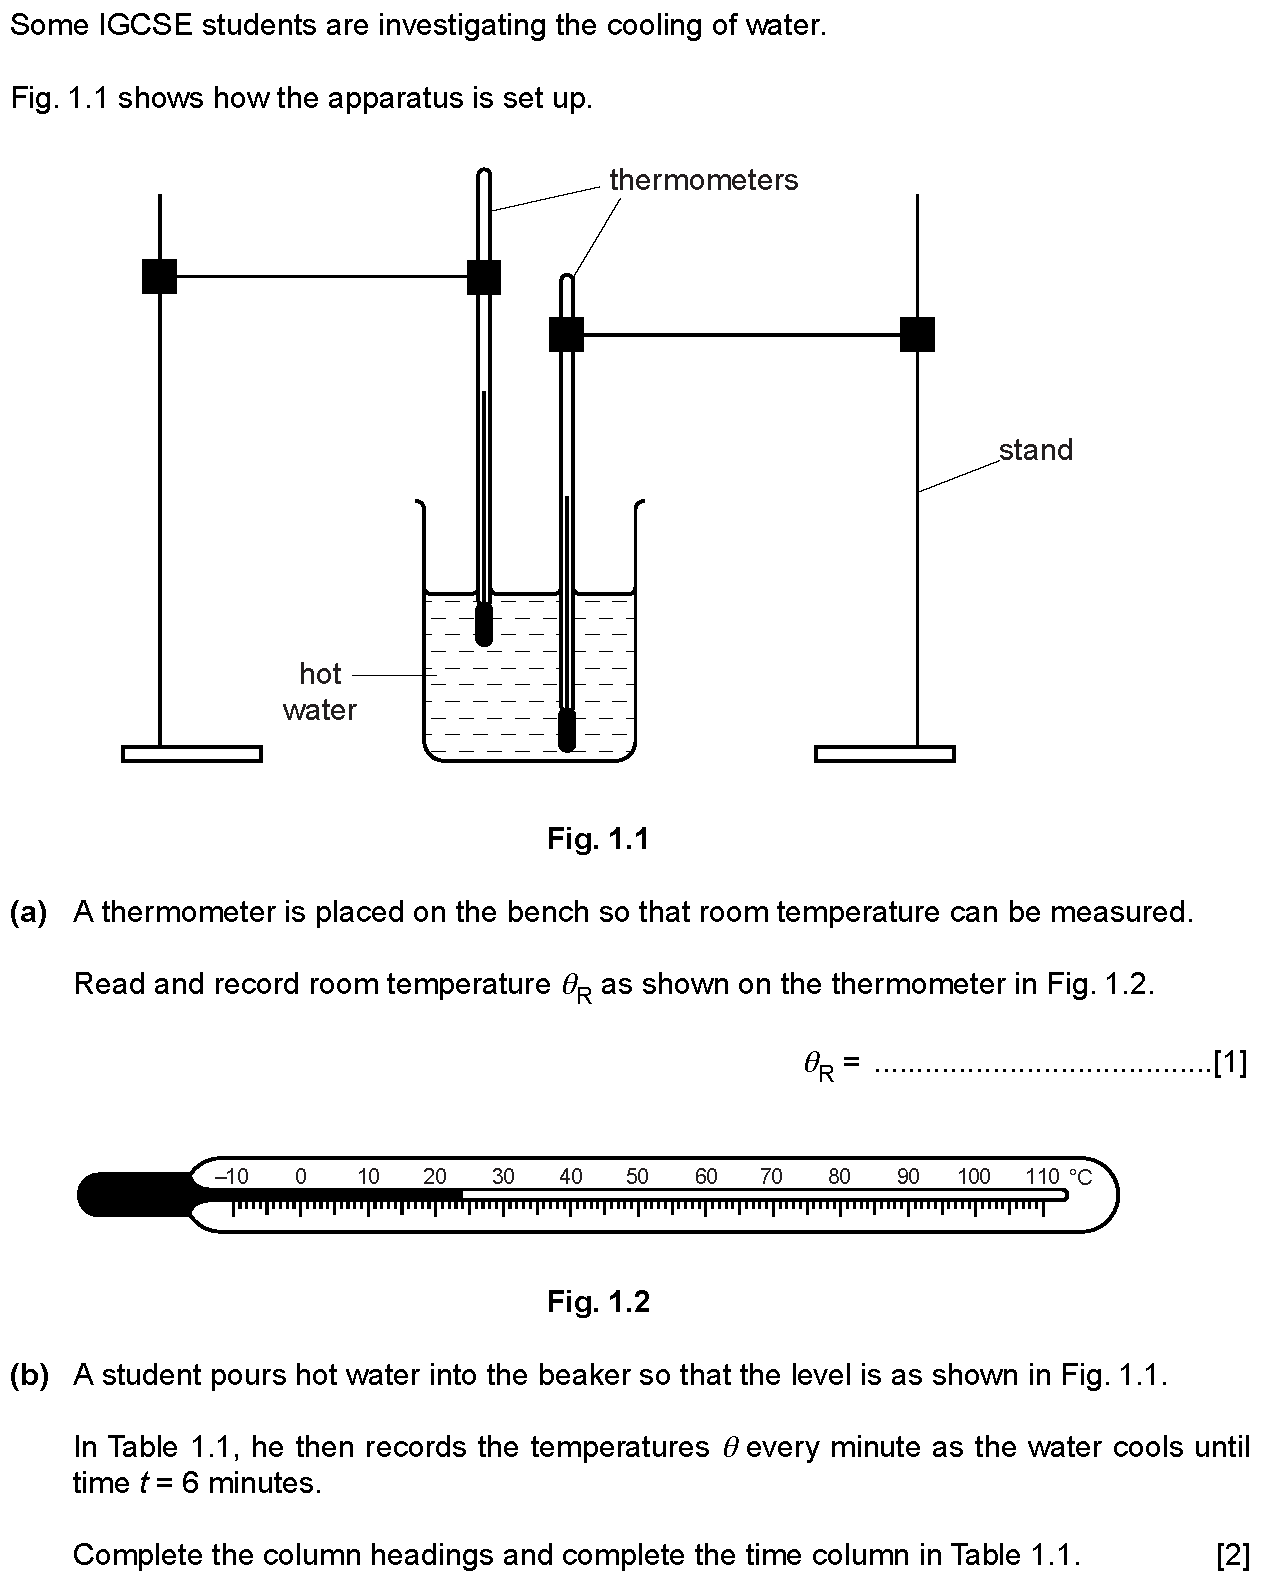 Some IGCSE students are investigating the cooling of water.
Fig. 1.1 shows how the apparatus is set up.
thermometers
stand
hot
water
Fig. 1.1
(a) A thermometer is placed on the bench so that room temperature can be measured.
Read and record room temperature θR as shown on the thermometer in Fig. 1.2.
θR = ........................................[1]
–10 0 10 20 30 40 50 60 70 80 90 100 110 °C
Fig. 1.2
(b) A student pours hot water into the beaker so that the level is as shown in Fig. 1.1.
In Table 1.1, he then records the temperatures θ every minute as the water cools until
time t = 6 minutes.
Complete the column headings and complete the time column in Table 1.1. [2]